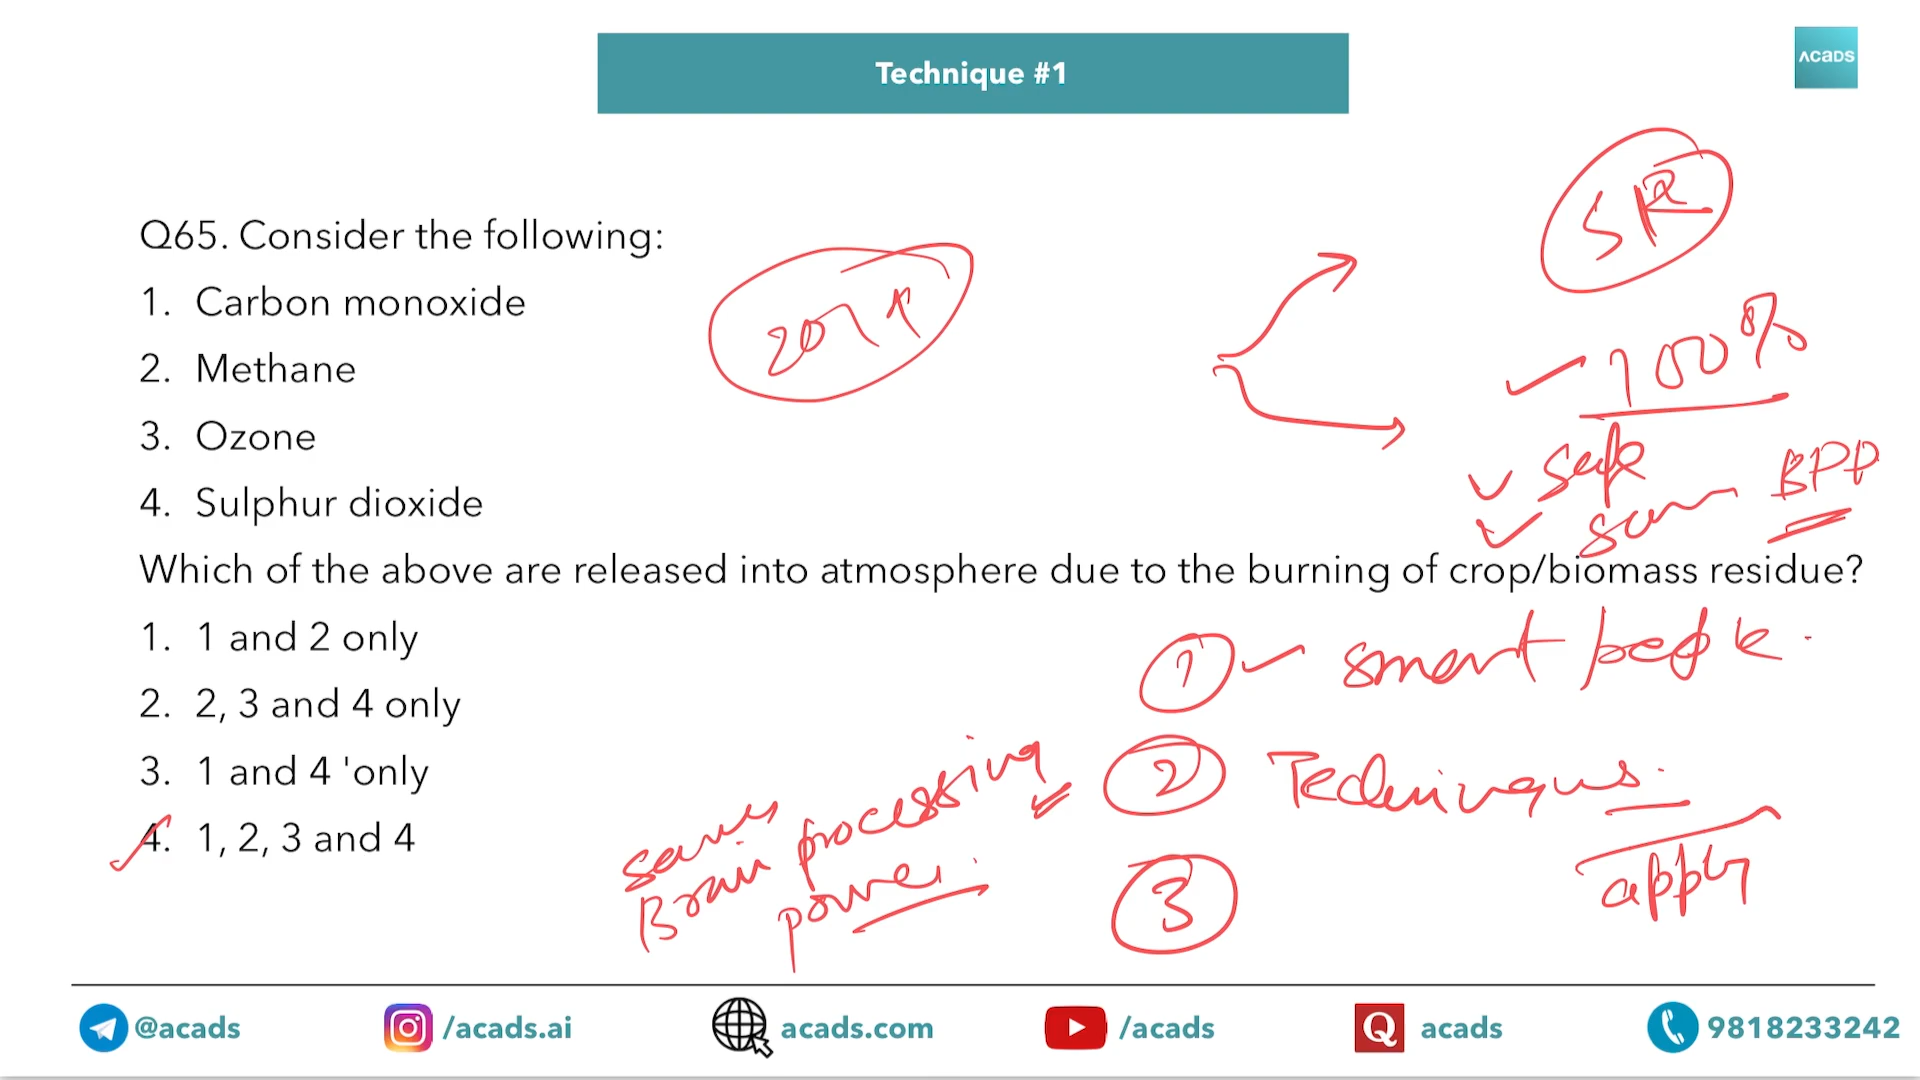 Technique #1
ACADS
Q65. Consider the following:
1. Carbon monoxide
2. Methane
3. Ozone
4. Sulphur dioxide
Which of the above are released into atmosphere due to the burning of crop/biomass residue?
1. 1 and 2 only
2. 2, 3 and 4 only
3. 1 and 4 'only
4. 1, 2, 3 and 4
100%
BPP
1 smart
2 Techniques.
apply
3
saves
Brain processing
power.
@acads
/acads.ai
acads.com
/acads
acads
9818233242